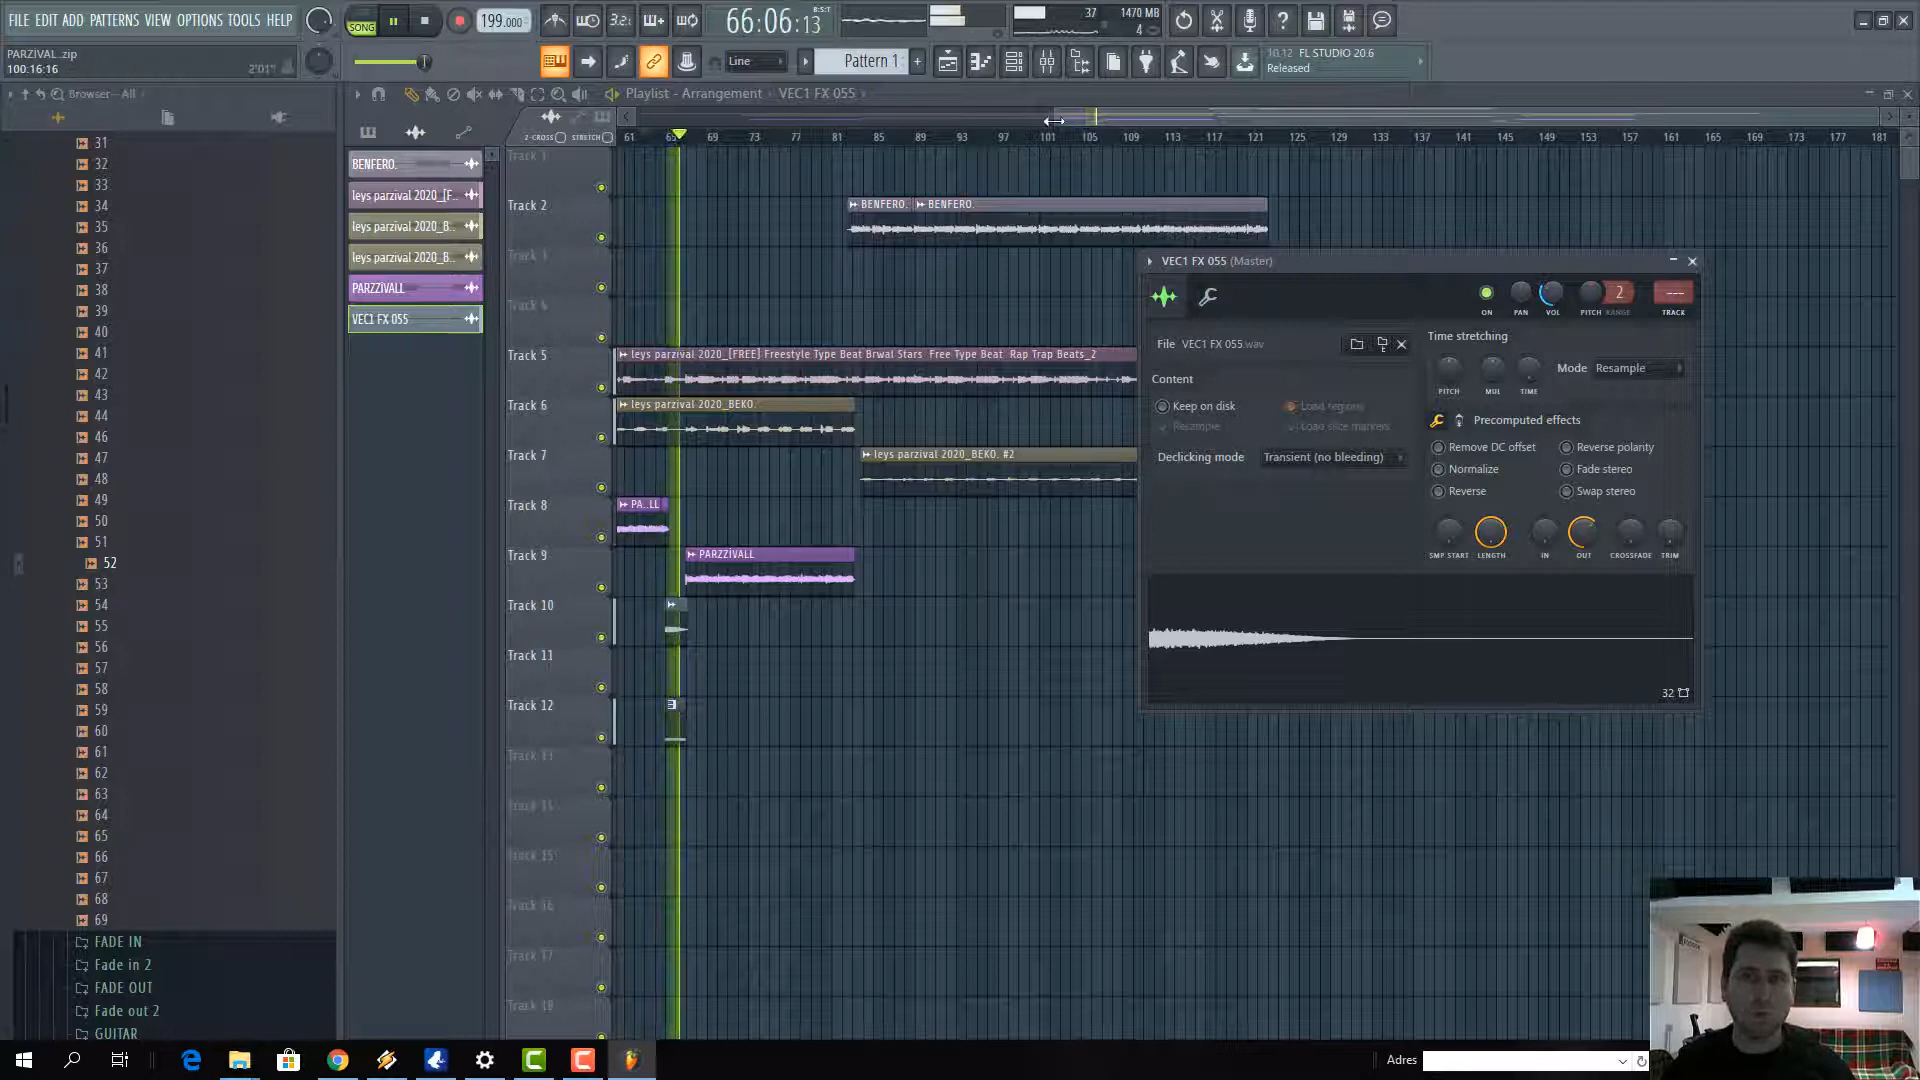 FILE EDIT ADD PATTERNS VIEW OPTIONS TOOLS HELP
SONG
199.000
3.2.
66:06:13
B:S:T
37
1470 MB
4
PARZİVAL.zip
100:16:16
2'01"
Line
Pattern 1
10.12 FL STUDIO 20.6
Released
Browser - All
Playlist - Arrangement
VEC1 FX 055
Z-CROSS
STRETCH
61
65
69
73
77
81
85
89
93
97
101
105
109
113
117
121
125
129
133
137
141
145
149
153
157
161
165
169
173
177
181
31
32
33
34
35
36
37
38
39
40
41
42
43
44
45
46
47
48
49
50
51
52
53
54
55
56
57
58
59
60
61
62
63
64
65
66
67
68
69
FADE IN
Fade in 2
FADE OUT
Fade out 2
GUITAR
BENFERO.
leys parzival 2020_[F..
leys parzival 2020_B..
leys parzival 2020_B..
PARZZİVALL
VEC1 FX 055
Track 1
Track 2
BENFERO.
BENFERO.
Track 3
Track 4
Track 5
leys parzival 2020_[FREE] Freestyle Type Beat Brwal Stars Free Type Beat Rap Trap Beats_2
Track 6
leys parzival 2020_BEKO.
Track 7
leys parzival 2020_BEKO. #2
Track 8
PA..LL
Track 9
PARZZİVALL
Track 10
Track 11
Track 12
Track 13
Track 14
Track 15
Track 16
Track 17
Track 18
VEC1 FX 055 (Master)
2
---
ON
PAN
VOL
PITCH
RANGE
TRACK
File VEC1 FX 055.wav
Content
Keep on disk
Load regions
Resample
Load slice markers
Declicking mode
Transient (no bleeding)
Time stretching
PITCH
MUL
TIME
Mode
Resample
Precomputed effects
Remove DC offset
Reverse polarity
Normalize
Fade stereo
Reverse
Swap stereo
SMP START
LENGTH
IN
OUT
CROSSFADE
TRIM
32
Adres